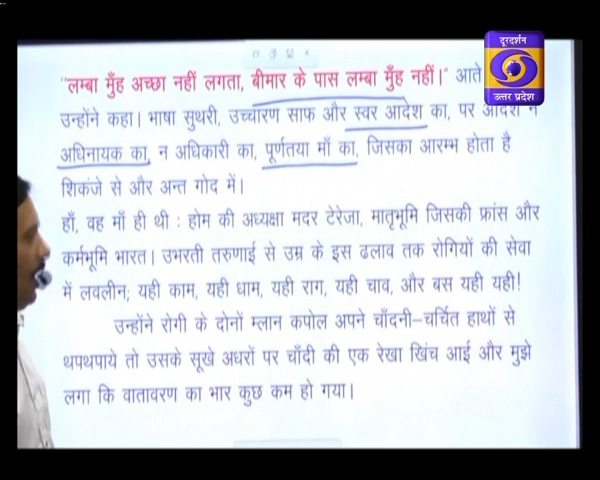 दूरदर्शन
उत्तर प्रदेश
"लम्बा मुँह अच्छा नहीं लगता, बीमार के पास लम्बा मुँह नहीं।" आते
उन्होंने कहा। भाषा सुथरी, उच्चारण साफ और स्वर आदेश का, पर आदेश न
अधिनायक का, न अधिकारी का, पूर्णतया माँ का, जिसका आरम्भ होता है
शिकंजे से और अन्त गोद में।
हाँ, वह माँ ही थी : होम की अध्यक्षा मदर टेरेजा, मातृभूमि जिसकी फ्रांस और
कर्मभूमि भारत। उभरती तरुणाई से उम्र के इस ढलाव तक रोगियों की सेवा
में लवलीन; यही काम, यही धाम, यही राग, यही चाव, और बस यही यही!
उन्होंने रोगी के दोनों म्लान कपोल अपने चाँदनी–चर्चित हाथों से
थपथपाये तो उसके सूखे अधरों पर चाँदी की एक रेखा खिंच आई और मुझे
लगा कि वातावरण का भार कुछ कम हो गया।